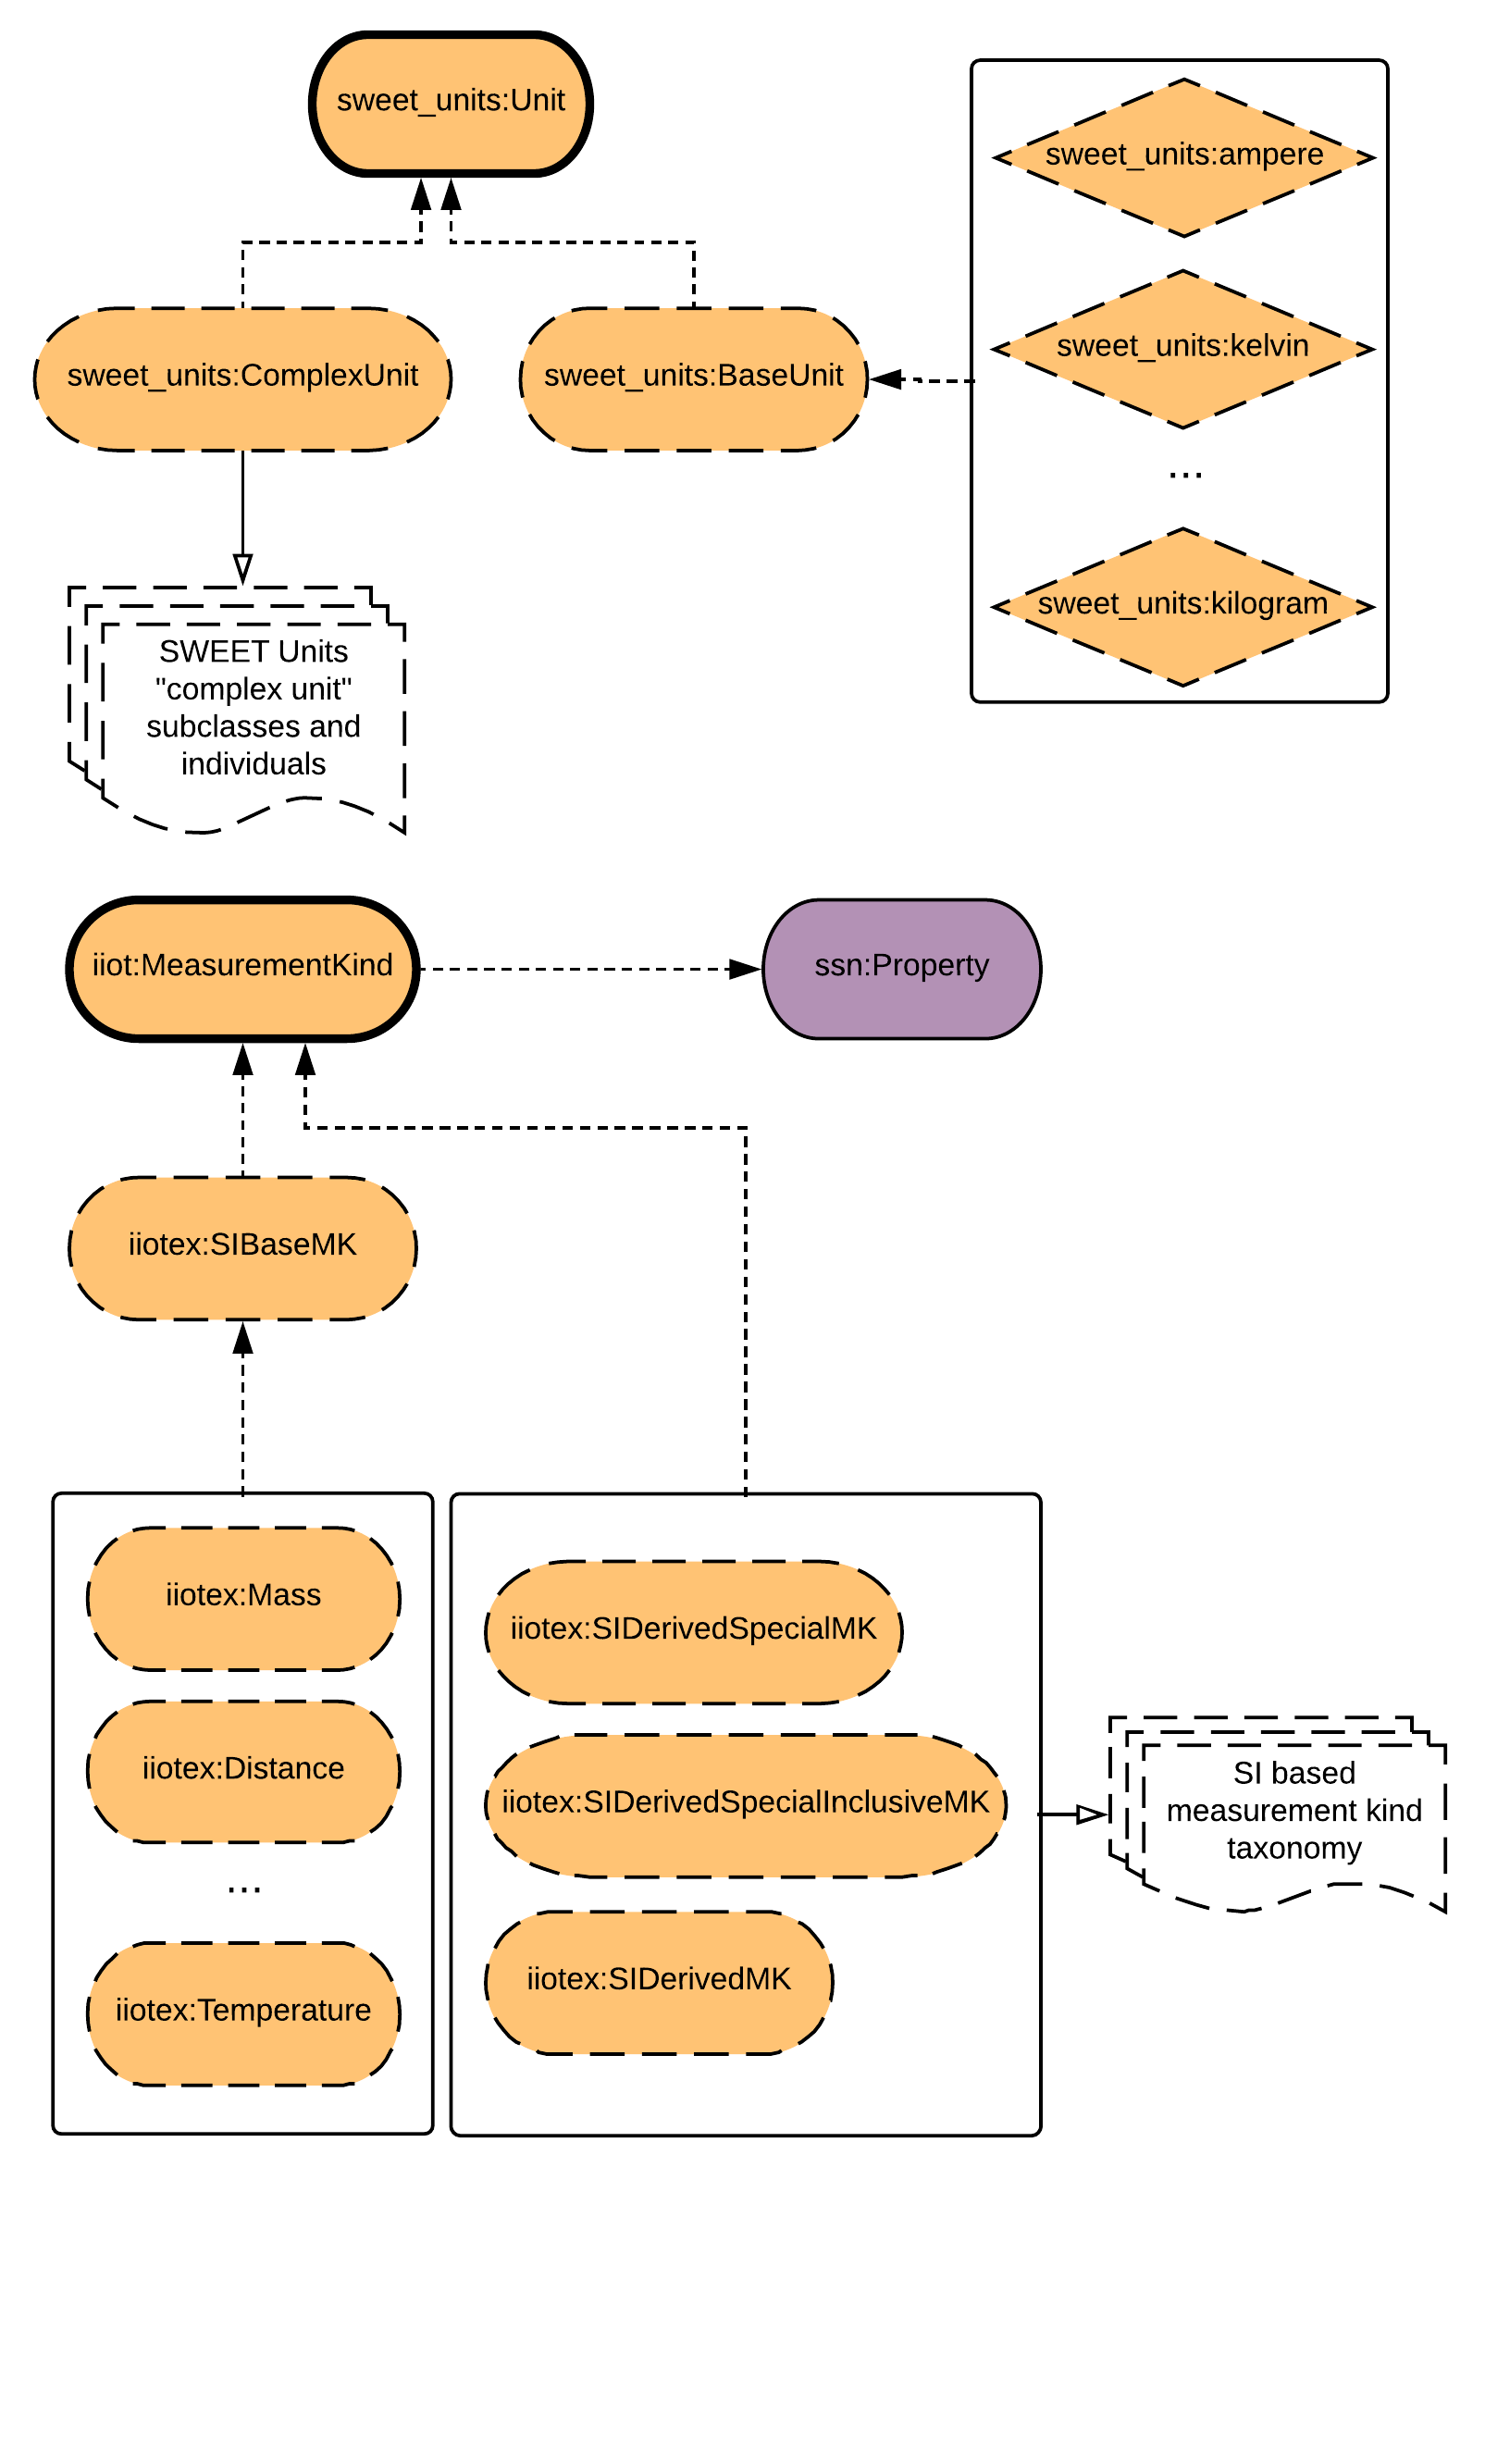 sweet_units:Unit
sweet_units:ampere
sweet_units:kelvin
sweet_units:ComplexUnit
sweet_units:BaseUnit
...
sweet_units:kilogram
SWEET Units
"complex unit"
subclasses and
individuals
iiot:MeasurementKind
ssn:Property
iiotex:SIBaseMK
iiotex:Mass
iiotex:Distance
...
iiotex:Temperature
iiotex:SIDerivedSpecialMK
iiotex:SIDerivedSpecialInclusiveMK
iiotex:SIDerivedMK
SI based
measurement kind
taxonomy